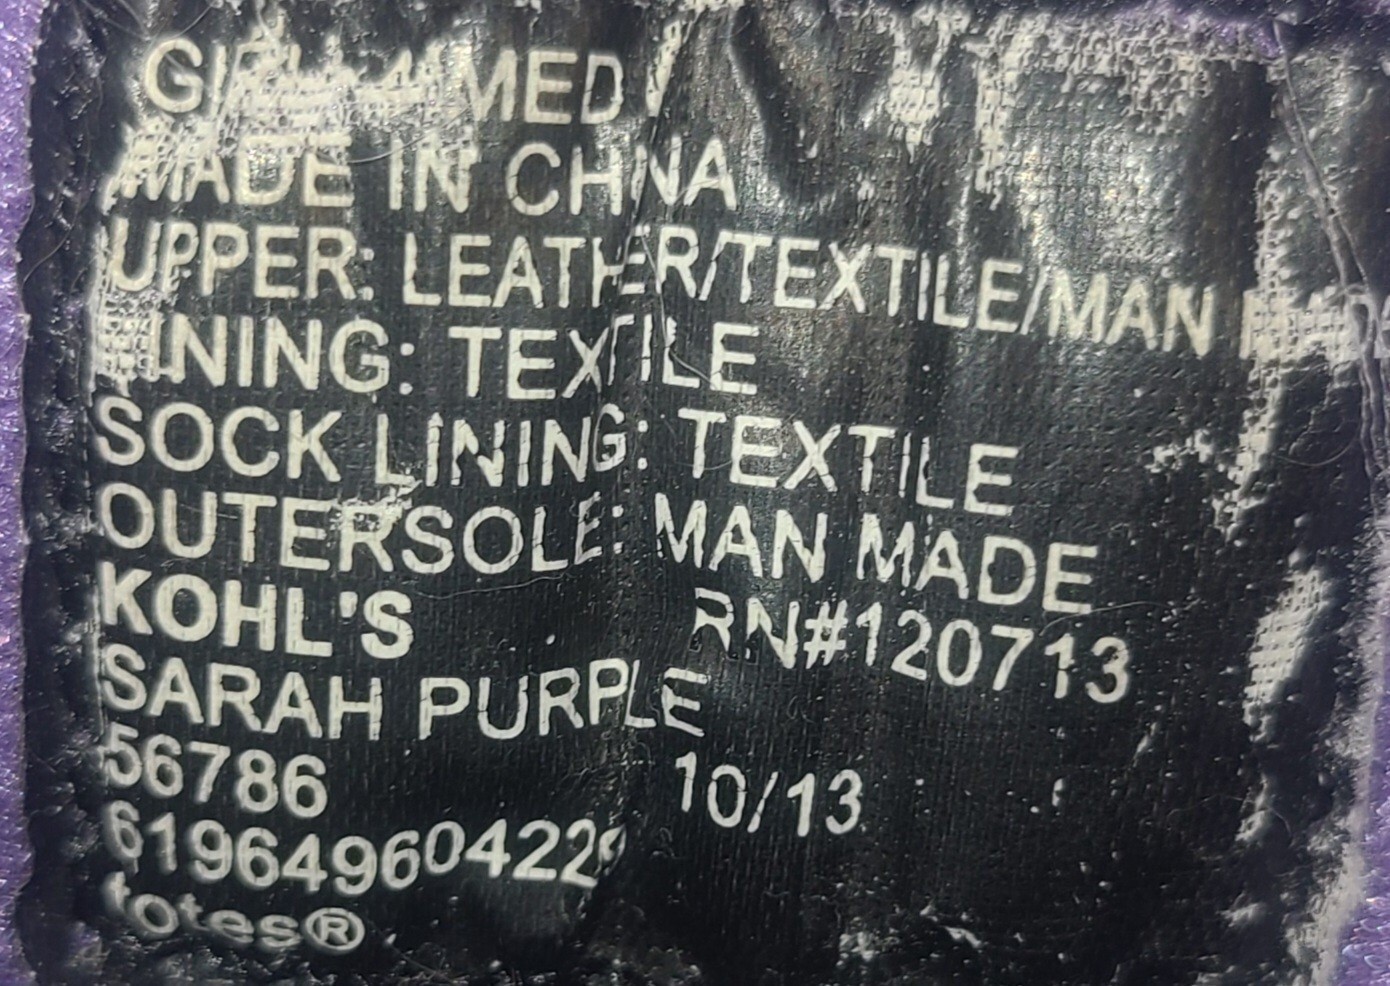 MED
MADE IN CHINA
UPPER: LEATHER/TEXTILE/MAN
LINING: TEXTILE
SOCK LINING: TEXTILE
OUTERSOLE: MAN MADE
KOHL'S RN#120713
SARAH PURPLE
56786 10/13
totes®